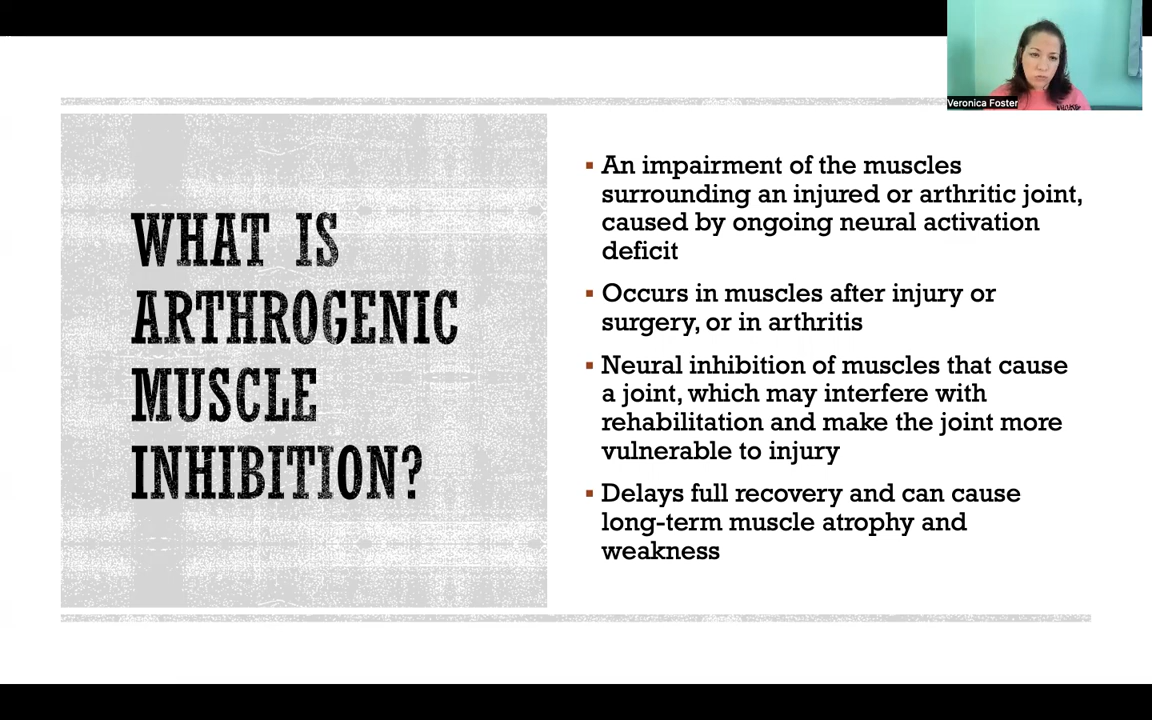 WHAT IS
ARTHROGENIC
MUSCLE
INHIBITION?
An impairment of the muscles
surrounding an injured or arthritic joint,
caused by ongoing neural activation
deficit
Occurs in muscles after injury or
surgery, or in arthritis
Neural inhibition of muscles that cause
a joint, which may interfere with
rehabilitation and make the joint more
vulnerable to injury
Delays full recovery and can cause
long-term muscle atrophy and
weakness
Veronica Foster